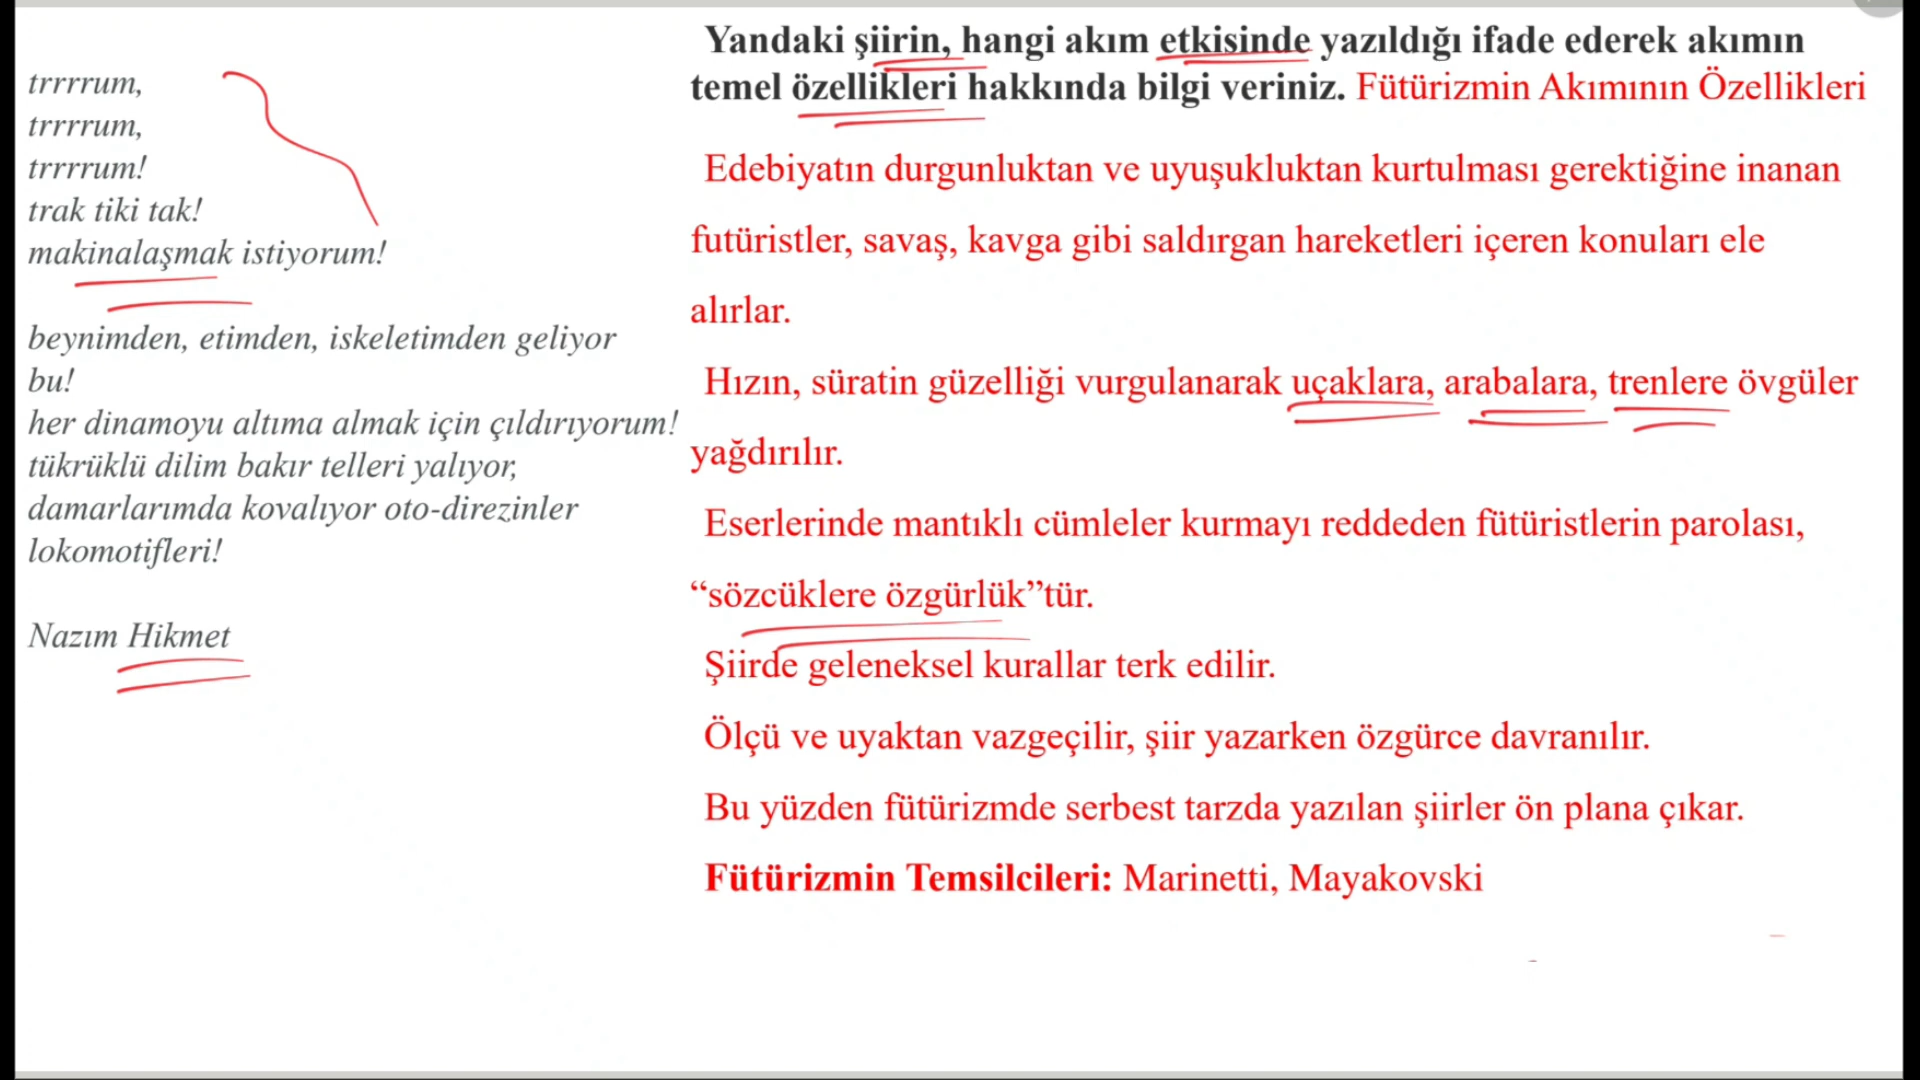 trrrrum,
trrrrum,
trrrrum!
trak tiki tak!
makinalaşmak istiyorum!
beynimden, etimden, iskeletimden geliyor
bu!
her dinamoyu altıma almak için çıldırıyorum!
tükrüklü dilim bakır telleri yalıyor,
damarlarımda kovalıyor oto-direzinler
lokomotifleri!
Nazım Hikmet
Yandaki şiirin, hangi akım etkisinde yazıldığı ifade ederek akımın
temel özellikleri hakkında bilgi veriniz. Fütürizmin Akımının Özellikleri
Edebiyatın durgunluktan ve uyuşukluktan kurtulması gerektiğine inanan
futüristler, savaş, kavga gibi saldırgan hareketleri içeren konuları ele
alırlar.
Hızın, süratin güzelliği vurgulanarak uçaklara, arabalara, trenlere övgüler
yağdırılır.
Eserlerinde mantıklı cümleler kurmayı reddeden fütüristlerin parolası,
“sözcüklere özgürlük”tür.
Şiirde geleneksel kurallar terk edilir.
Ölçü ve uyaktan vazgeçilir, şiir yazarken özgürce davranılır.
Bu yüzden fütürizmde serbest tarzda yazılan şiirler ön plana çıkar.
Fütürizmin Temsilcileri: Marinetti, Mayakovski